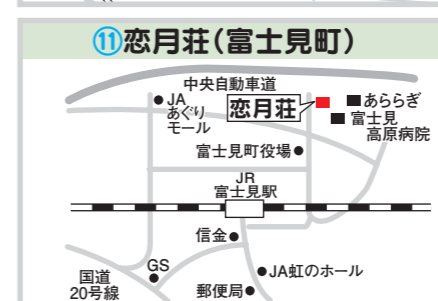 ⑪恋月荘(富士見町)
中央自動車道
JA
あぐり
モール
恋月荘
あららぎ
富士見
高原病院
富士見町役場
JR
富士見駅
信金
GS
国道
20号線
JA虹のホール
郵便局